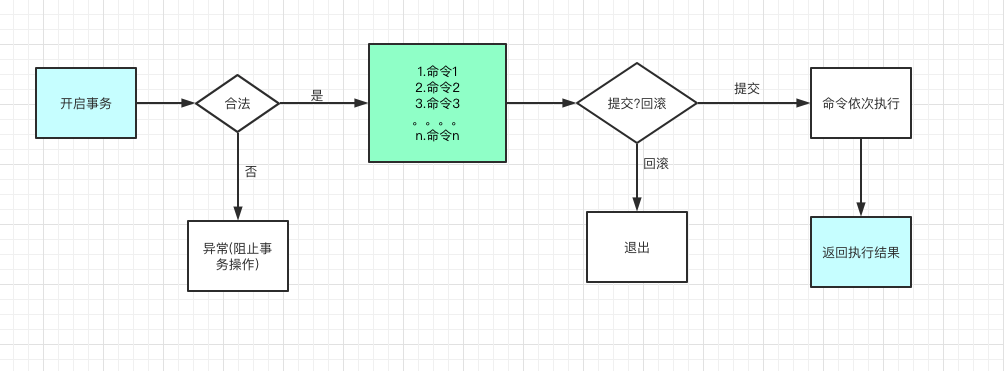 开启事务
合法
是
1.命令1
2.命令2
3.命令3
。。。。
n.命令n
提交?回滚
提交
命令依次执行
否
回滚
异常(阻止事
务操作)
退出
返回执行结果